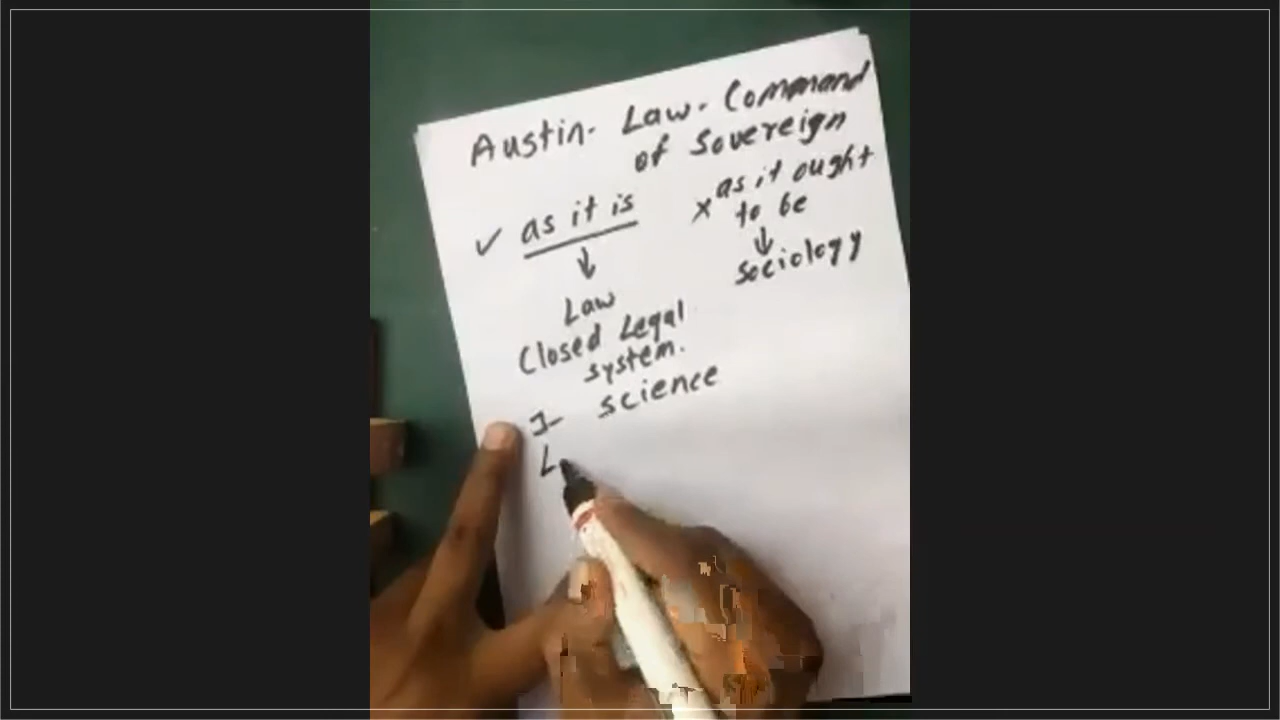 Austin- Law- Command
of Sovereign
✓ as it is
x as it ought
to be
↓
sociology
↓
Law
Closed Legal
system.
J- science
L